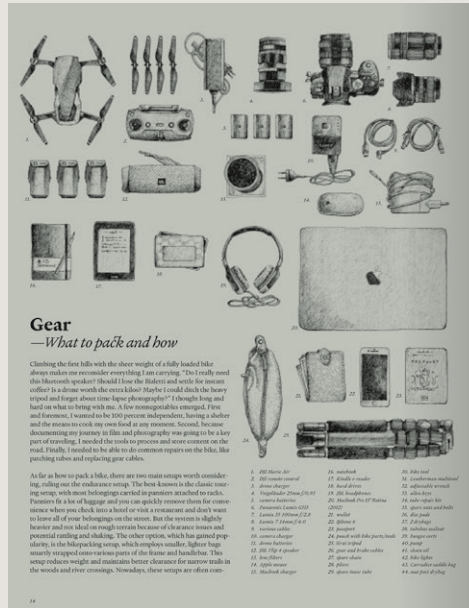 Gear
—What to pack and how
Climbing the first hills with the sheer weight of a fully loaded bike
always makes me reconsider everything I am carrying. "Do I really need
this bluetooth speaker? Should I lose the Bialetti and settle for instant
coffee? Is a drone worth the extra kilos? Maybe I could ditch the heavy
tripod and forget about time-lapse photography?" I thought long and
hard on what to bring with me. A few nonnegotiables emerged. First
and foremost, I wanted to be 100 percent independent, having a shelter
and the means to cook my own food at any moment. Second, because
documenting my journey in film and photography was going to be a key
part of traveling, I needed the tools to process and store content on the
road. Finally, I needed to be able to do common repairs on the bike, like
patching tubes and replacing gear cables.
As far as how to pack a bike, there are two main setups worth consider-
ing, ruling out the endurance setup. The best-known is the classic tour-
ing setup, with most belongings carried in panniers attached to racks.
Panniers fit a lot of luggage and you can quickly remove them for conve-
nience when you check into a hotel or visit a restaurant and don't want
to leave all of your belongings on the street. But the system is slightly
heavier and not ideal on rough terrain because of clearance issues and
potential rattling and shaking. The other option, which has gained pop-
ularity, is the bikepacking setup, which employs smaller, lighter bags
smartly strapped onto various parts of the frame and handlebar. This
setup reduces weight and maintains better clearance for narrow trails in
the woods and river crossings. Nowadays, these setups are often com-
1. DJI Mavic Air
2. DJI remote control
3. drone charger
4. Voigtländer 25mm f/0.95
5. camera batteries
6. Panasonic Lumix GH5
7. Lumix 35-100mm f/2.8
8. Lumix 7-14mm f/4.0
9. various cables
10. camera charger
11. drone batteries
12. JBL Flip 4 speaker
13. lens filters
14. Apple mouse
15. MacBook charger
16. notebook
17. Kindle e-reader
18. hard drives
19. JBL headphones
20. Macbook Pro 15" Retina
(2012)
21. wallet
22. iPhone 6
23. passport
24. pouch with bike parts/tools
25. Sirui tripod
26. gear and brake cables
27. spare chain
28. pliers
29. spare inner tube
30. bike tool
31. Leatherman multitool
32. adjustable wrench
33. allen keys
34. tube repair kit
35. spare nuts and bolts
36. disc pads
37. zip ties
39. bungee
40. pump
41. chain oil
42. bike lights
43. Corradice saddle bag
44. seat post drybag
14